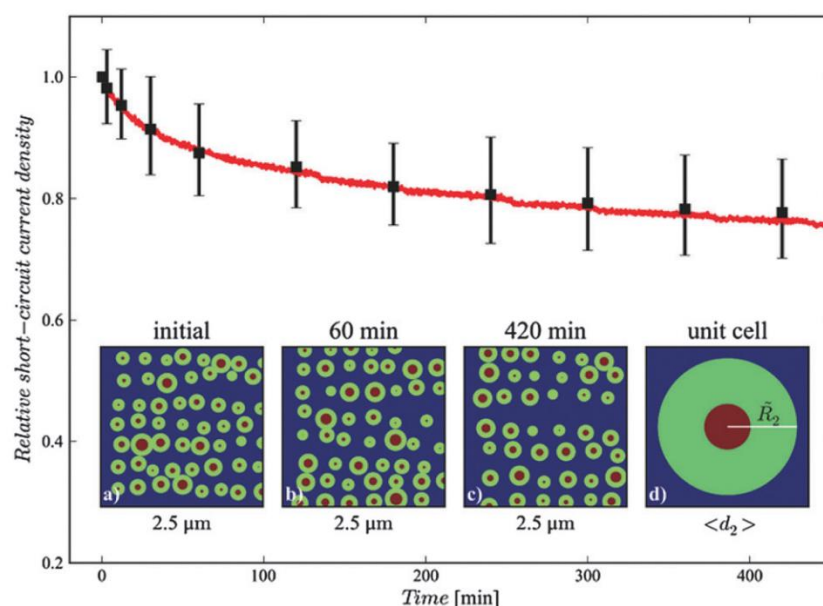 Relative short−circuit current density
1.0
0.8
0.6
0.4
0.2
initial
60 min
420 min
unit cell
R̃₂
a)
b)
c)
d)
2.5 μm
2.5 μm
2.5 μm
<d₂>
0
100
200
300
400
Time [min]